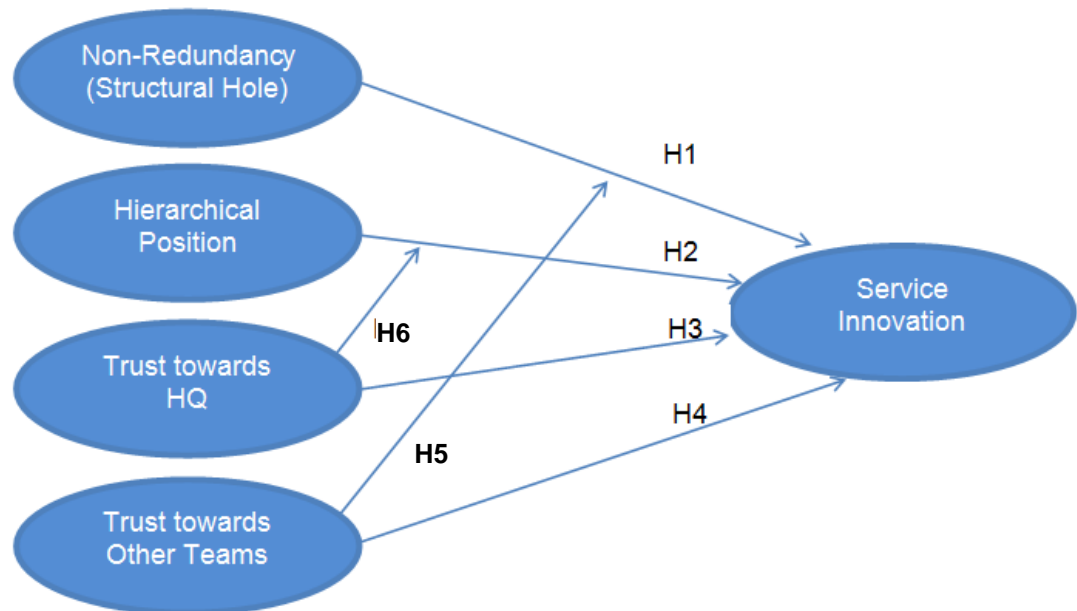 Non-Redundancy
(Structural Hole)
H1
Hierarchical
Position
H2
Service
Innovation
H6
H3
Trust towards
HQ
H4
H5
Trust towards
Other Teams